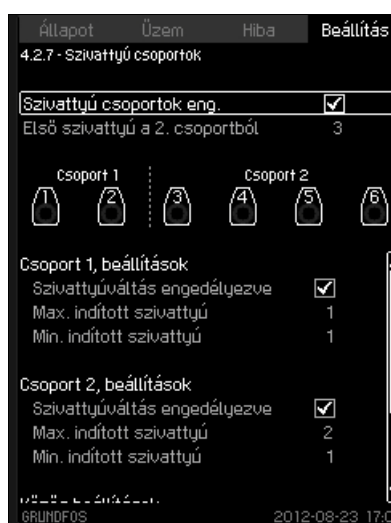 Állapot Üzem Hiba Beállítás
4.2.7 - Szivattyú csoportok
Szivattyú csoportok eng.
Első szivattyú a 2. csoportból 3
Csoport 1 Csoport 2
1 2 3 4 5 6
Csoport 1, beállítások
Szivattyúváltás engedélyezve
Max. indított szivattyú 1
Min. indított szivattyú 1
Csoport 2, beállítások
Szivattyúváltás engedélyezve
Max. indított szivattyú 2
Min. indított szivattyú 1
GRUNDFOS 2012-08-23 17:0